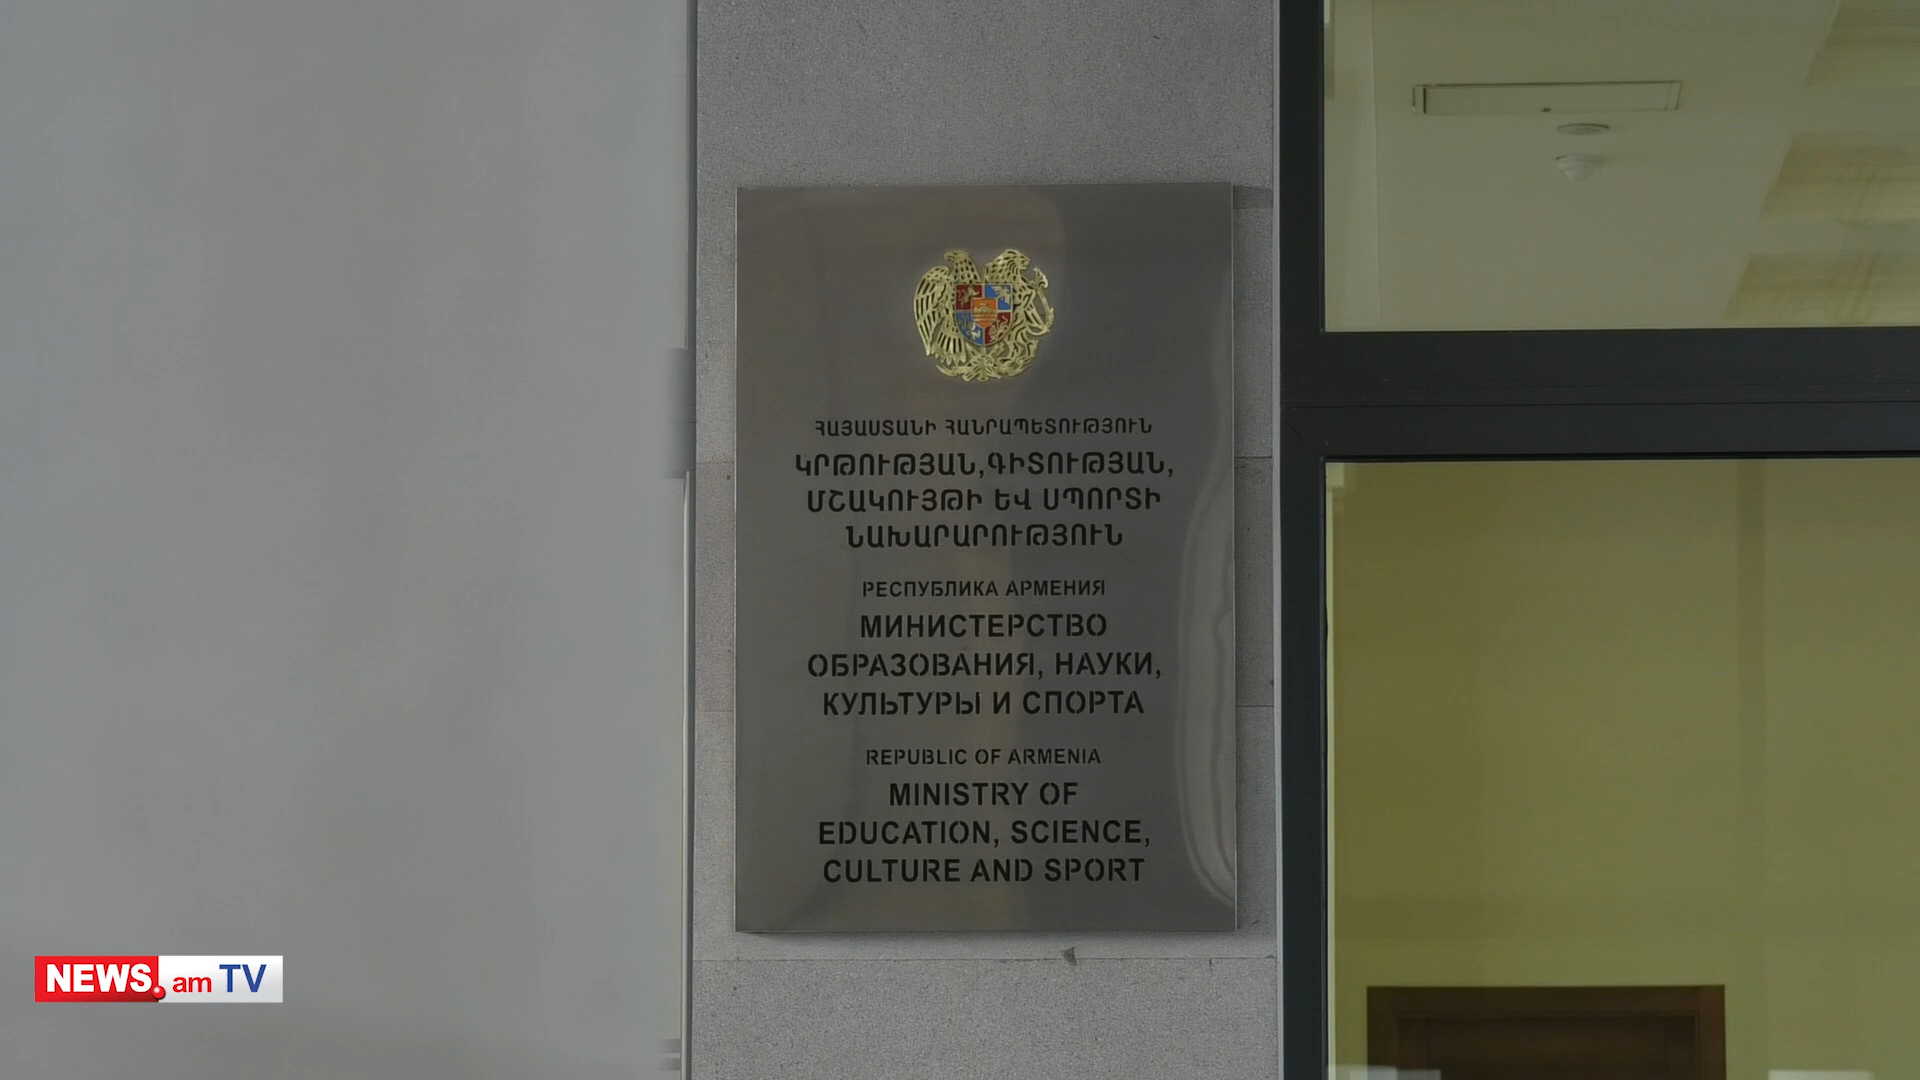 ՀԱՅԱՍՏԱՆԻ ՀԱՆՐԱՊԵՏՈՒԹՅՈՒՆ
ԿՐԹՈՒԹՅԱՆ,ԳԻՏՈՒԹՅԱՆ,
ՄՇԱԿՈՒՅԹԻ ԵՎ ՍՊՈՐՏԻ
ՆԱԽԱՐԱՐՈՒԹՅՈՒՆ
РЕСПУБЛИКА АРМЕНИЯ
МИНИСТЕРСТВО
ОБРАЗОВАНИЯ, НАУКИ,
КУЛЬТУРЫ И СПОРТА
REPUBLIC OF ARMENIA
MINISTRY OF
EDUCATION, SCIENCE,
CULTURE AND SPORT
NEWS.am TV